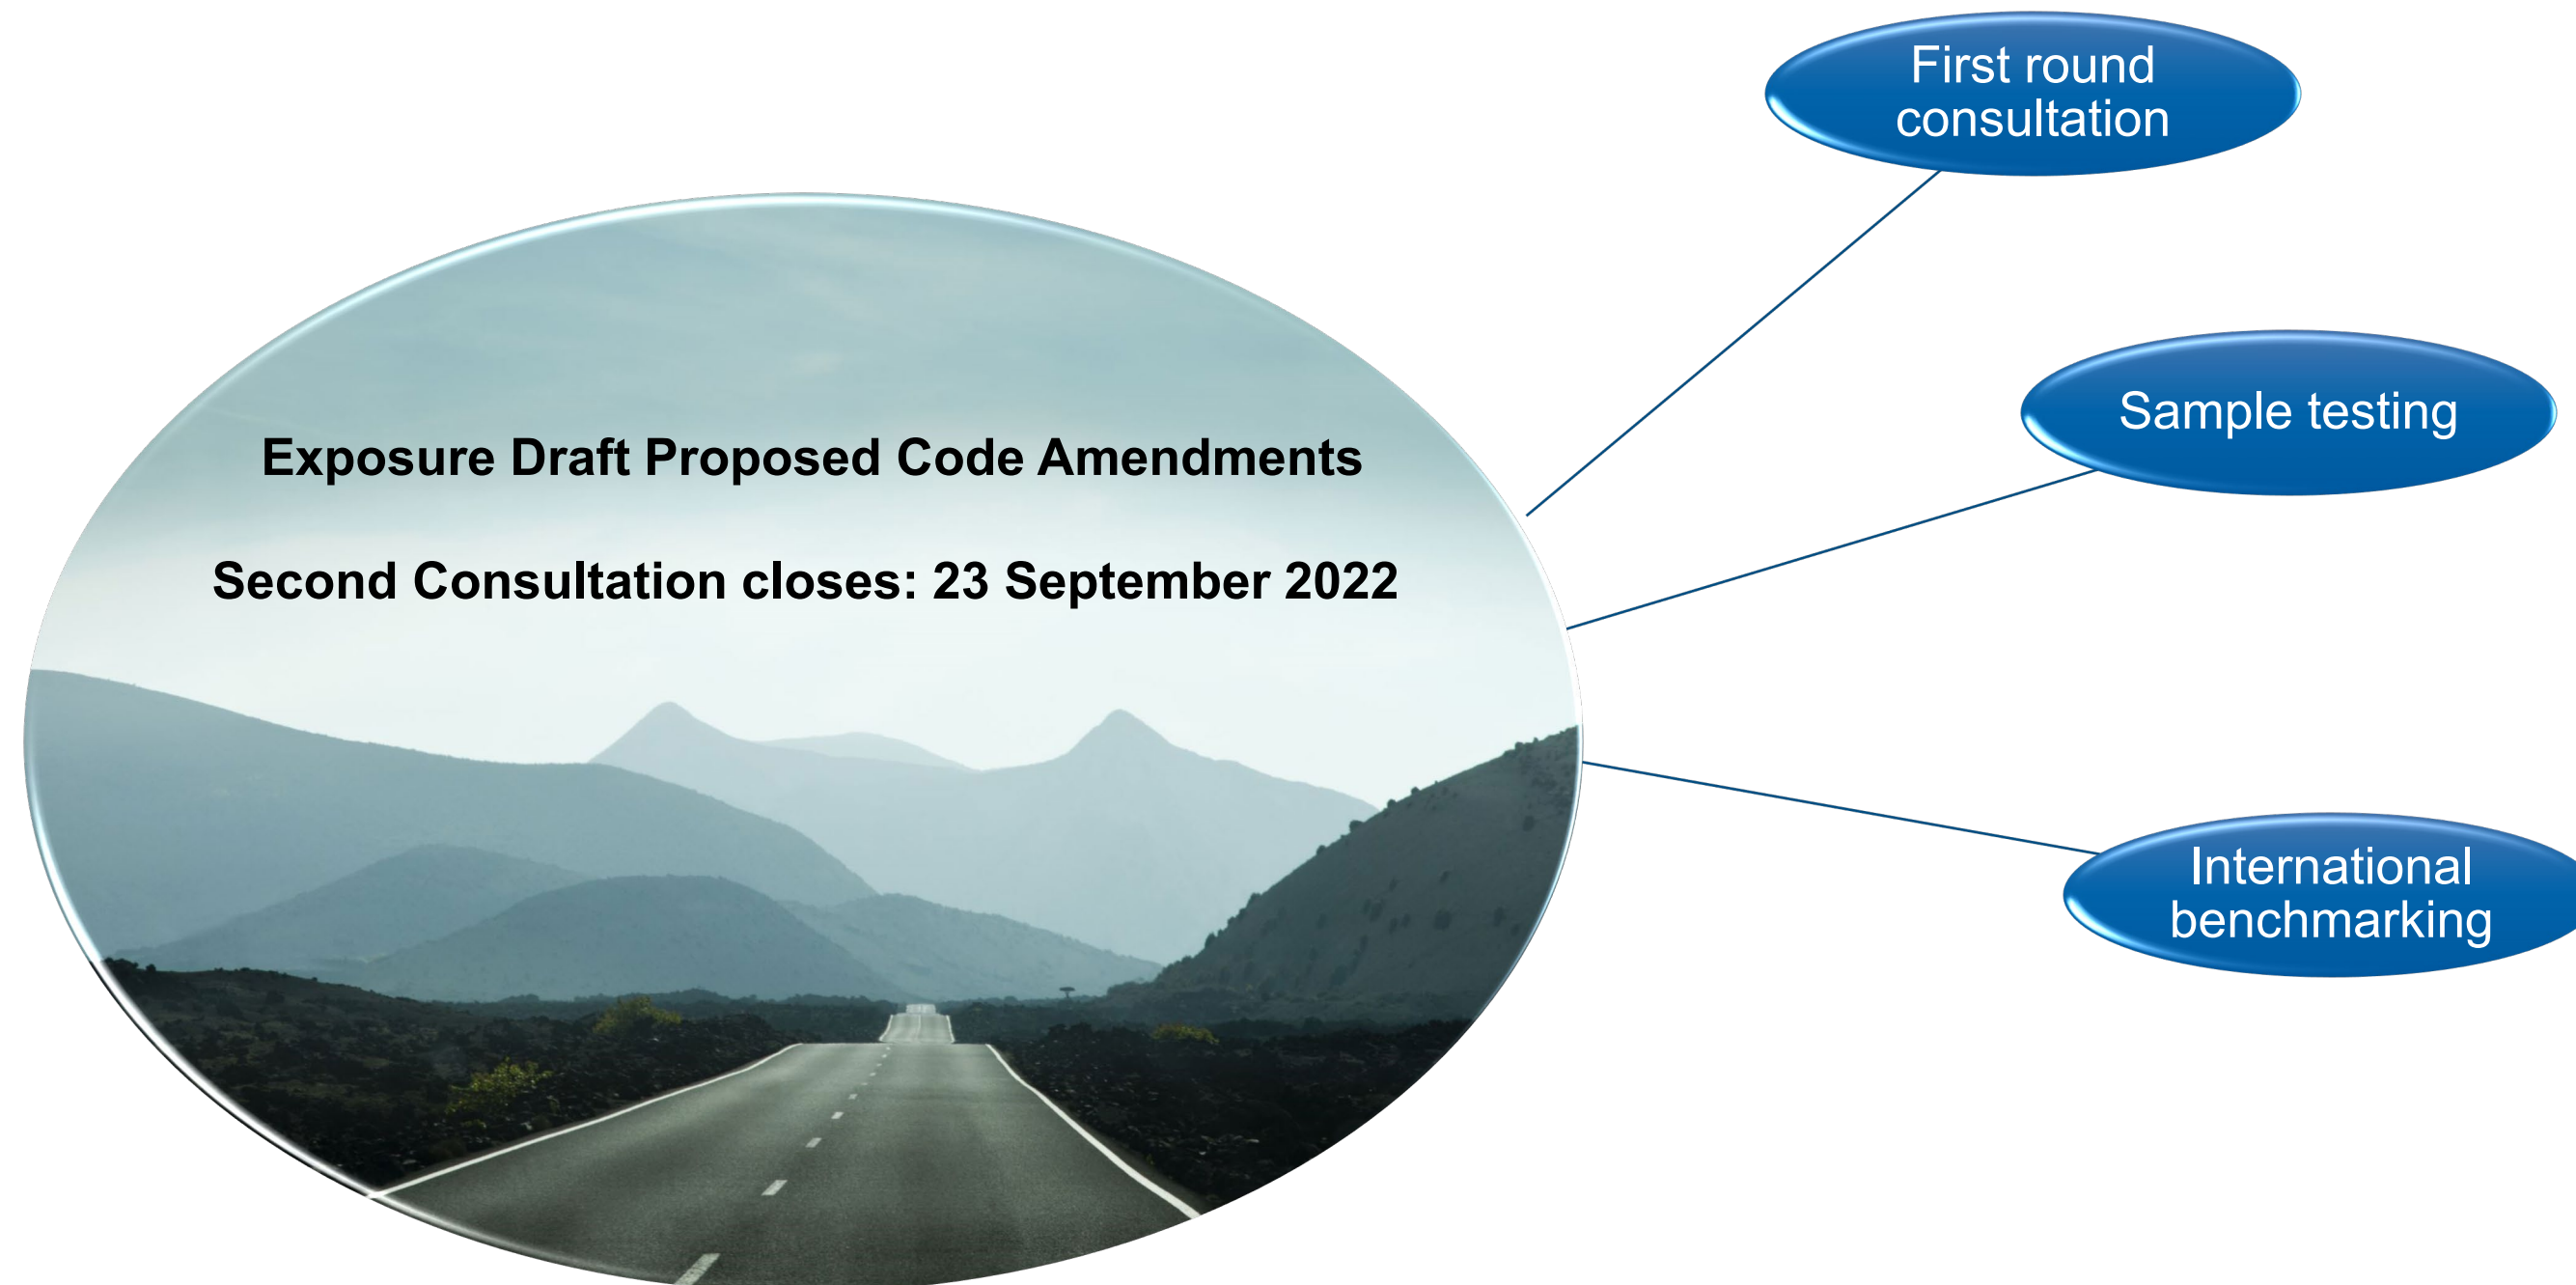 First round
consultation
Sample testing
Exposure Draft Proposed Code Amendments
Second Consultation closes: 23 September 2022
International
benchmarking